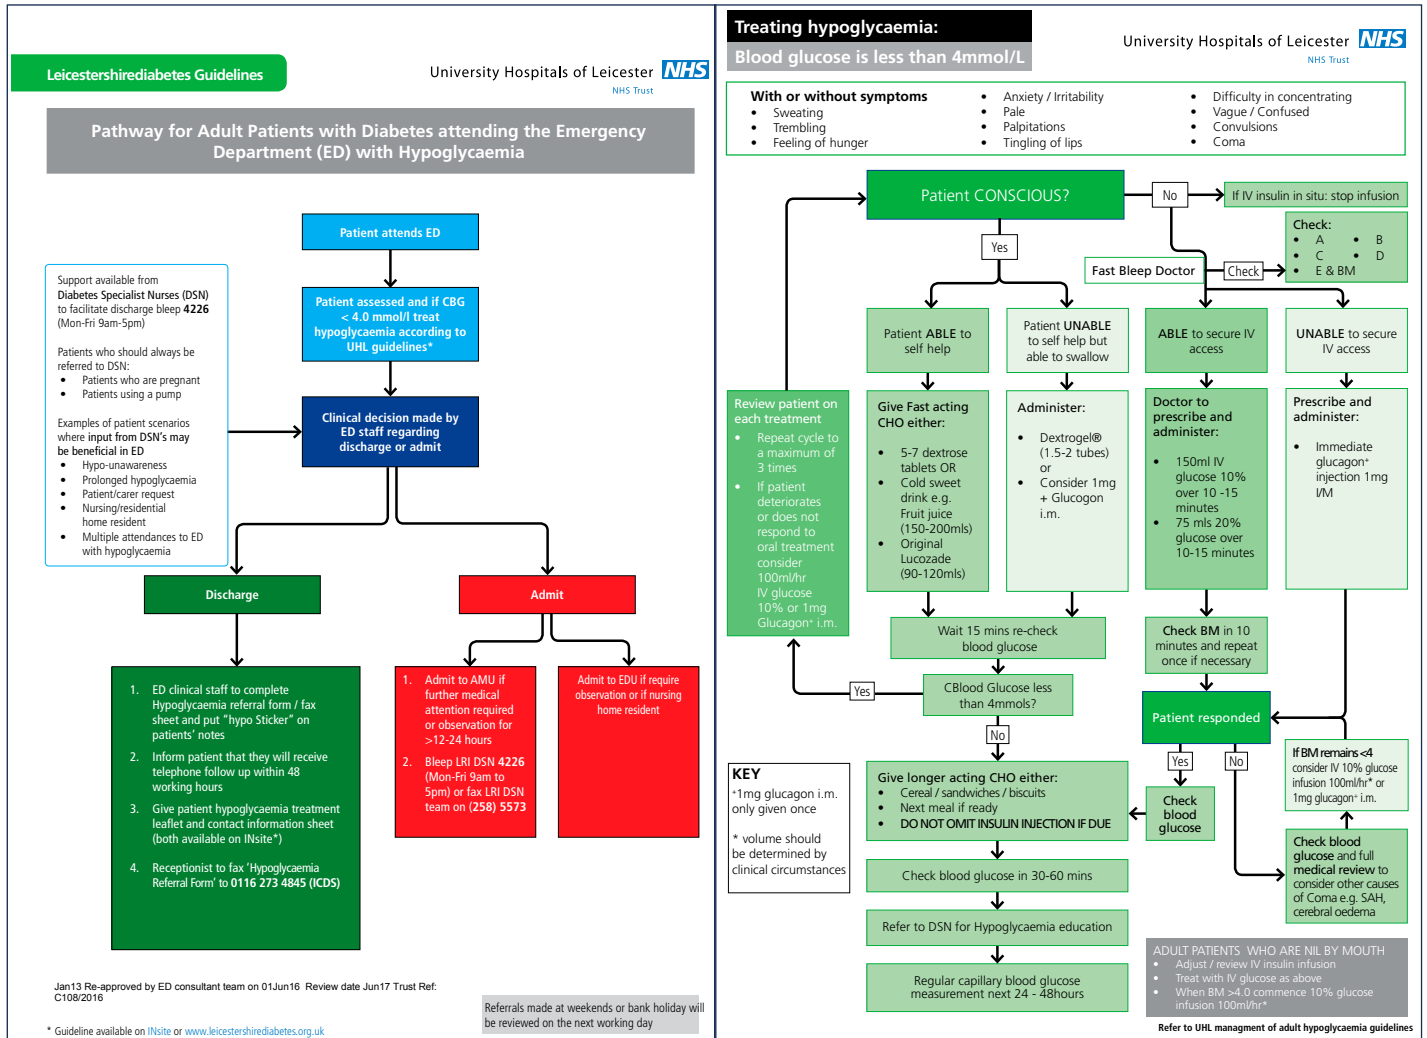 Leicestershirediabetes Guidelines
University Hospitals of Leicester NHS
NHS Trust
Pathway for Adult Patients with Diabetes attending the Emergency
Department (ED) with Hypoglycaemia
Patient attends ED
Support available from
Diabetes Specialist Nurses (DSN)
to facilitate discharge bleep 4226
(Mon-Fri 9am-5pm)
Patients who should always be
referred to DSN:
• Patients who are pregnant
• Patients using a pump
Examples of patient scenarios
where input from DSN's may
be beneficial in ED
• Hypo-unawareness
• Prolonged hypoglycaemia
• Patient/carer request
• Nursing/residential
home resident
• Multiple attendances to ED
with hypoglycaemia
Patient assessed and if CBG
< 4.0 mmol/l treat
hypoglycaemia according to
UHL guidelines*
Clinical decision made by
ED staff regarding
discharge or admit
Discharge
Admit
1. ED clinical staff to complete
Hypoglycaemia referral form / fax
sheet and put "hypo Sticker" on
patients' notes
2. Inform patient that they will receive
telephone follow up within 48
working hours
3. Give patient hypoglycaemia treatment
leaflet and contact information sheet
(both available on INsite*)
4. Receptionist to fax 'Hypoglycaemia
Referral Form' to 0116 273 4845 (ICDS)
1. Admit to AMU if
further medical
attention required
or observation for
>12-24 hours
2. Bleep LRI DSN 4226
(Mon-Fri 9am to
5pm) or fax LRI DSN
team on (258) 5573
Admit to EDU if require
observation or if nursing
home resident
Jan13 Re-approved by ED consultant team on 01Jun16 Review date Jun17 Trust Ref:
C108/2016
* Guideline available on INsite or www.leicestershirediabetes.org.uk
Referrals made at weekends or bank holiday will
be reviewed on the next working day
Treating hypoglycaemia:
Blood glucose is less than 4mmol/L
University Hospitals of Leicester NHS
NHS Trust
With or without symptoms
• Sweating
• Trembling
• Feeling of hunger
• Anxiety / Irritability
• Pale
• Palpitations
• Tingling of lips
• Difficulty in concentrating
• Vague / Confused
• Convulsions
• Coma
Patient CONSCIOUS?
No
If IV insulin in situ: stop infusion
Yes
Fast Bleep Doctor
Check
Check:
• A • B
• C • D
• E & BM
Patient ABLE to
self help
Patient UNABLE
to self help but
able to swallow
ABLE to secure IV
access
UNABLE to secure
IV access
Review patient on
each treatment
• Repeat cycle to
a maximum of
3 times
• If patient
deteriorates
or does not
respond to
oral treatment
consider
100ml/hr
IV glucose
10% or 1mg
Glucagon⁺ i.m.
Give Fast acting
CHO either:
• 5-7 dextrose
tablets OR
• Cold sweet
drink e.g.
Fruit juice
(150-200mls)
• Original
Lucozade
(90-120mls)
Administer:
• Dextrogel®
(1.5-2 tubes)
or
• Consider 1mg
+ Glucogon
i.m.
Doctor to
prescribe and
administer:
• 150ml IV
glucose 10%
over 10 -15
minutes
• 75 mls 20%
glucose over
10-15 minutes
Prescribe and
administer:
• Immediate
glucagon⁺
injection 1mg
I/M
Wait 15 mins re-check
blood glucose
Check BM in 10
minutes and repeat
once if necessary
Yes
CBlood Glucose less
than 4mmols?
No
Patient responded
Yes
No
KEY
⁺1mg glucagon i.m.
only given once
* volume should
be determined by
clinical circumstances
Give longer acting CHO either:
• Cereal / sandwiches / biscuits
• Next meal if ready
• DO NOT OMIT INSULIN INJECTION IF DUE
Check
blood
glucose
If BM remains <4
consider IV 10% glucose
infusion 100ml/hr* or
1mg glucagon⁺ i.m.
Check blood
glucose and full
medical review to
consider other causes
of Coma e.g. SAH,
cerebral oedema
Check blood glucose in 30-60 mins
Refer to DSN for Hypoglycaemia education
Regular capillary blood glucose
measurement next 24 - 48hours
ADULT PATIENTS WHO ARE NIL BY MOUTH
• Adjust / review IV insulin infusion
• Treat with IV glucose as above
• When BM >4.0 commence 10% glucose
infusion 100ml/hr*
Refer to UHL managment of adult hypoglycaemia guidelines